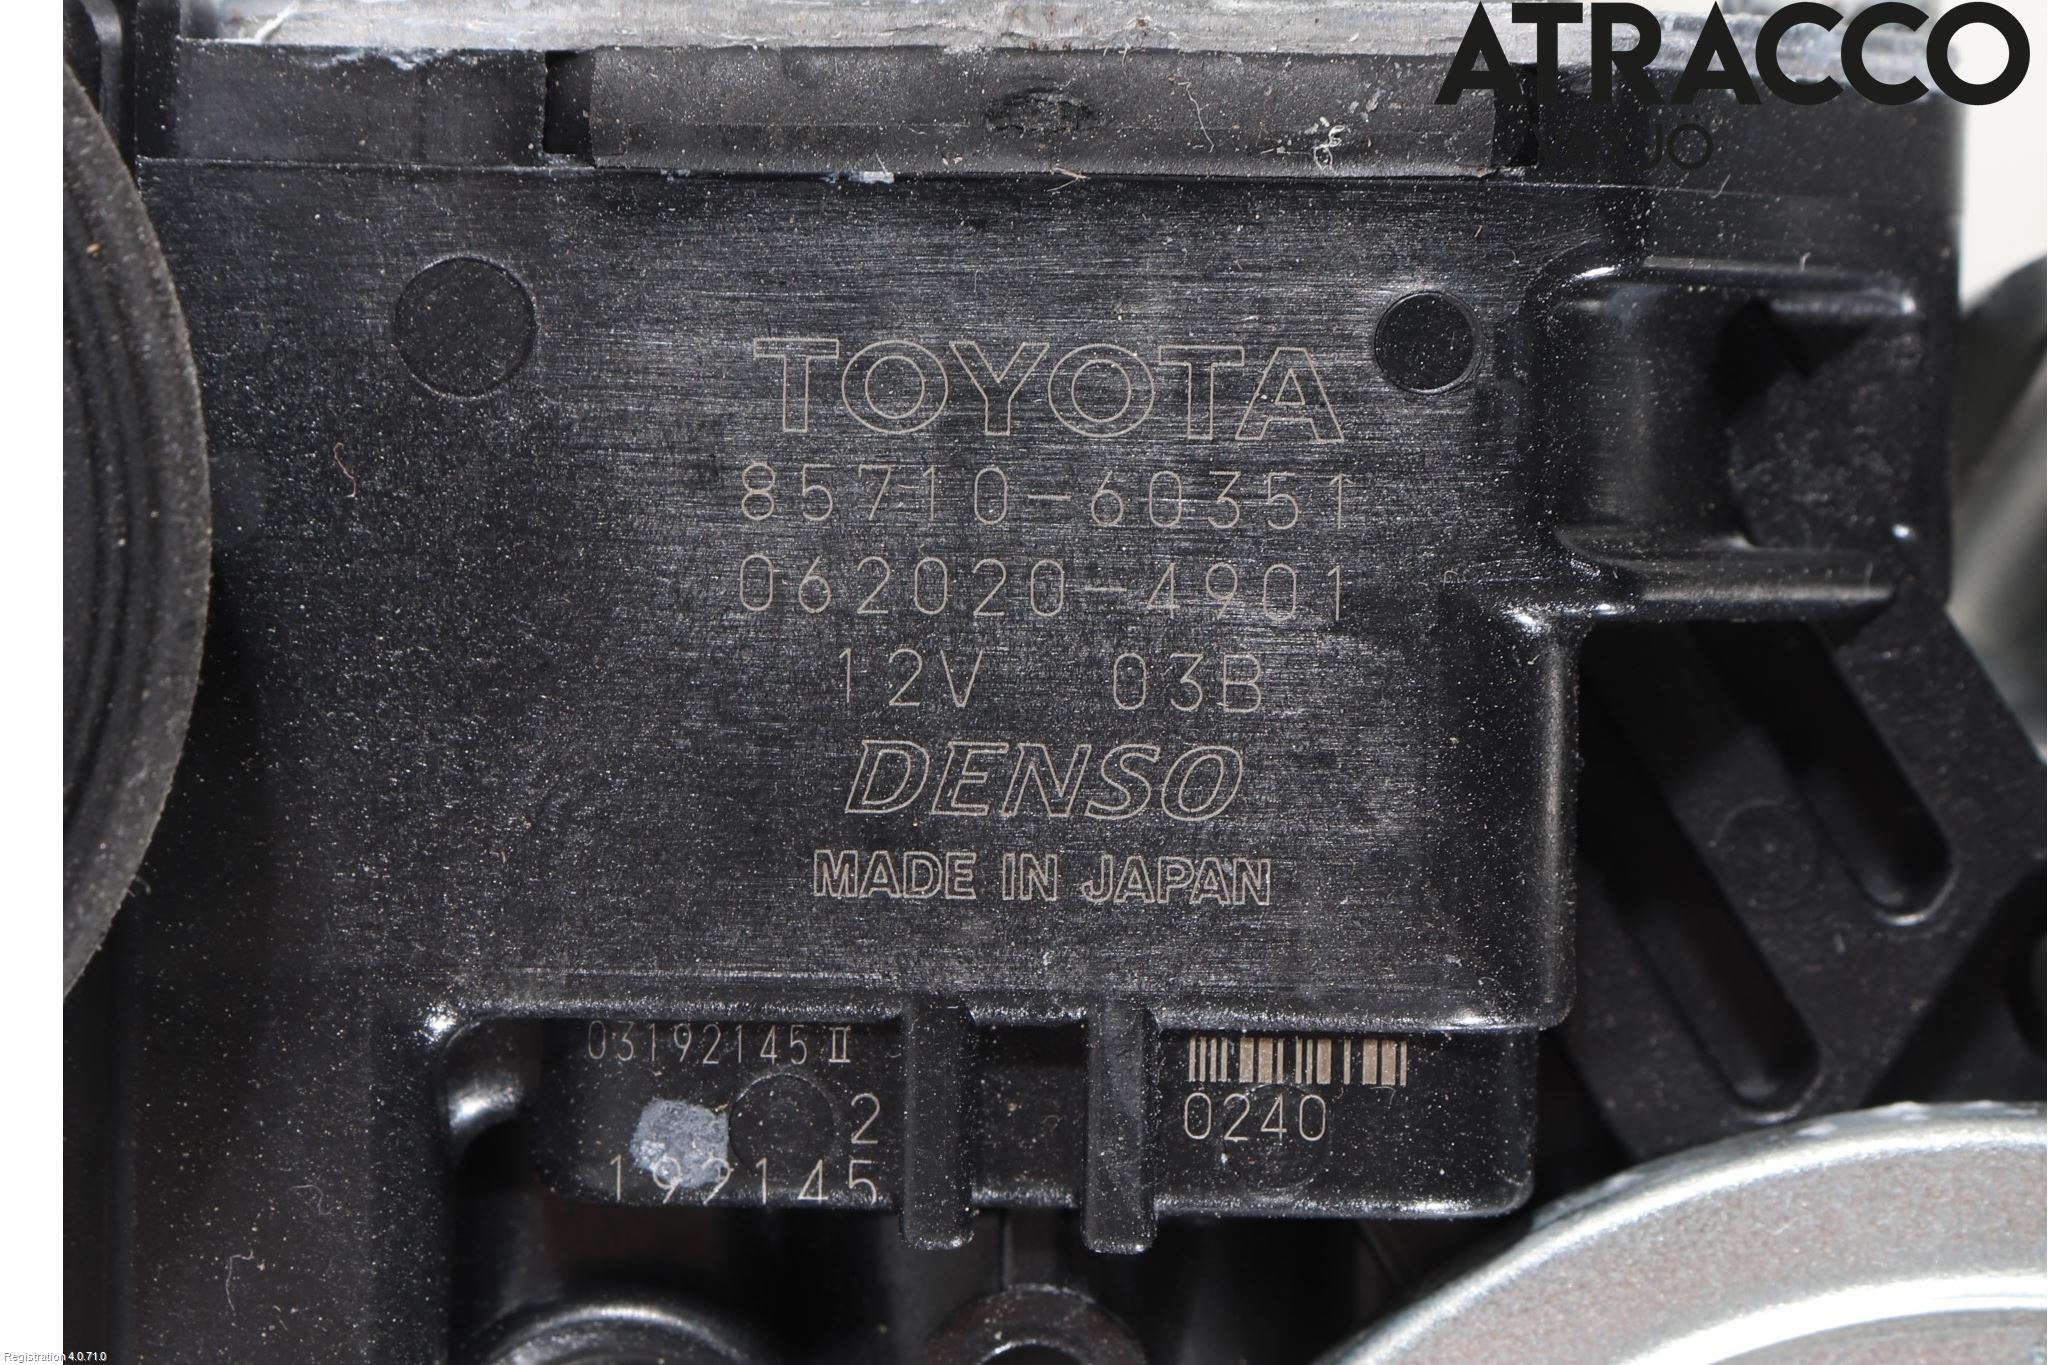 ATRACCO
TOYOTA
85710-60351
062020-4901
12V 03B
DENSO
MADE IN JAPAN
03192145 II
2
0240
192145
Registration 4.0.71.0